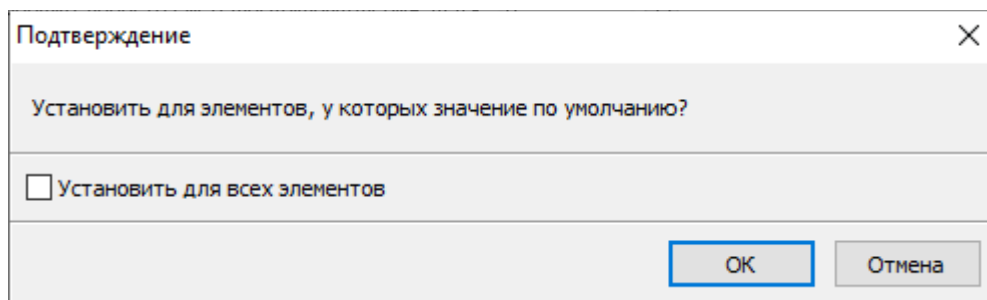 Подтверждение
Установить для элементов, у которых значение по умолчанию?
Установить для всех элементов
ОК
Отмена